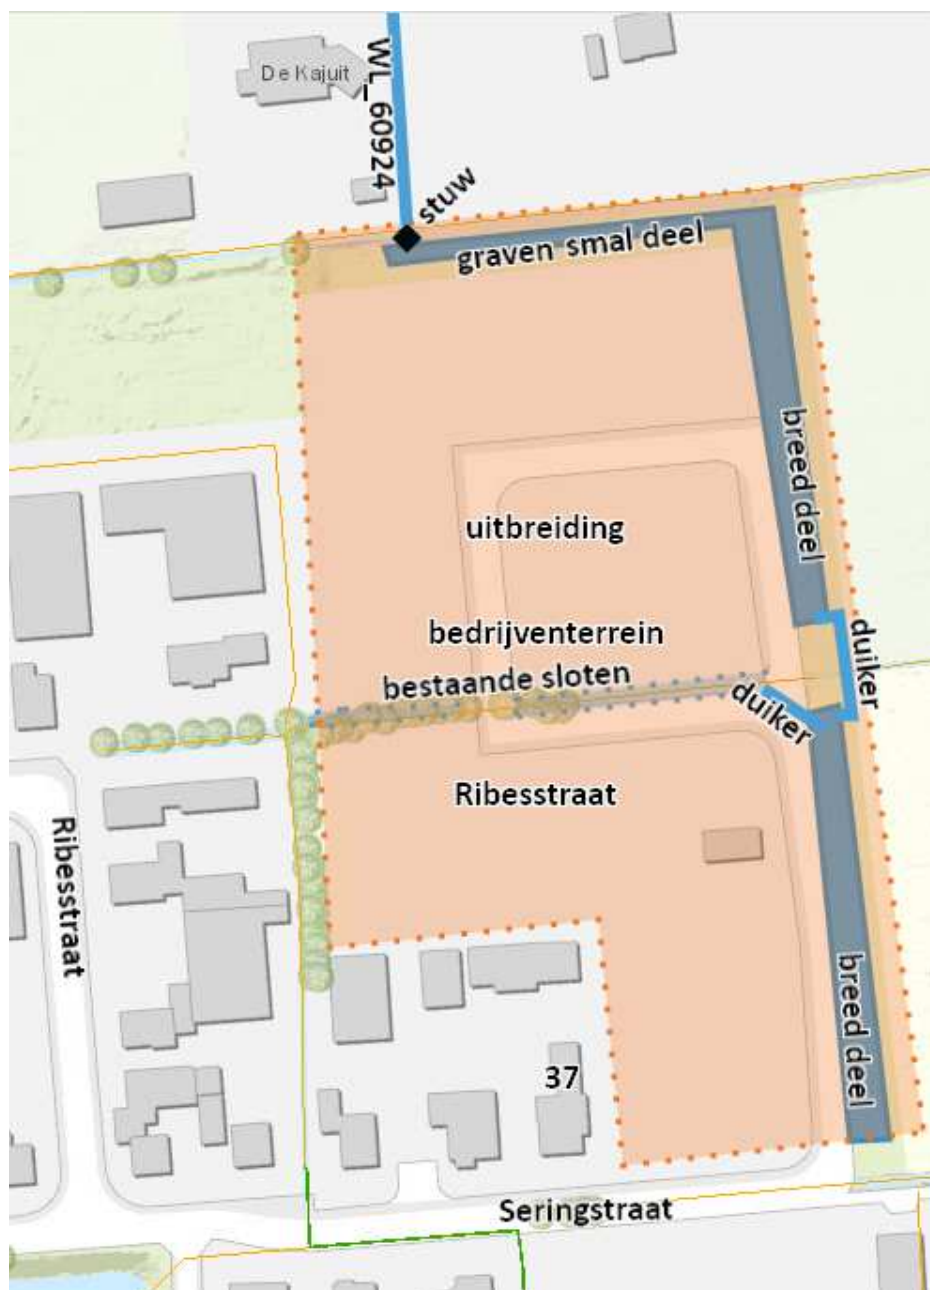 De Kajuit
WL_60924
stuw
graven smal deel
breed deel
uitbreiding
bedrijventerrein
bestaande sloten
duiker
duiker
Ribesstraat
Ribesstraat
breed deel
37
Seringstraat